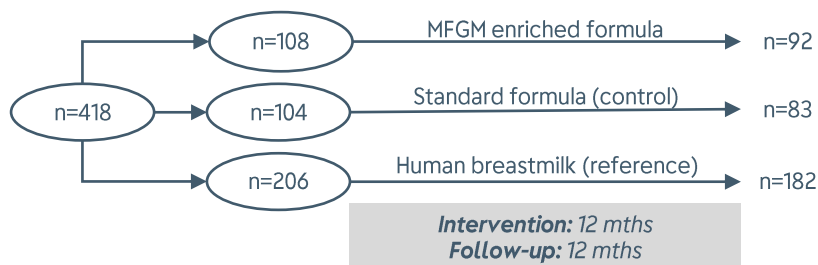 n=108
MFGM enriched formula
n=92
n=418
n=104
Standard formula (control)
n=83
n=206
Human breastmilk (reference)
n=182
Intervention: 12 mths
Follow-up: 12 mths